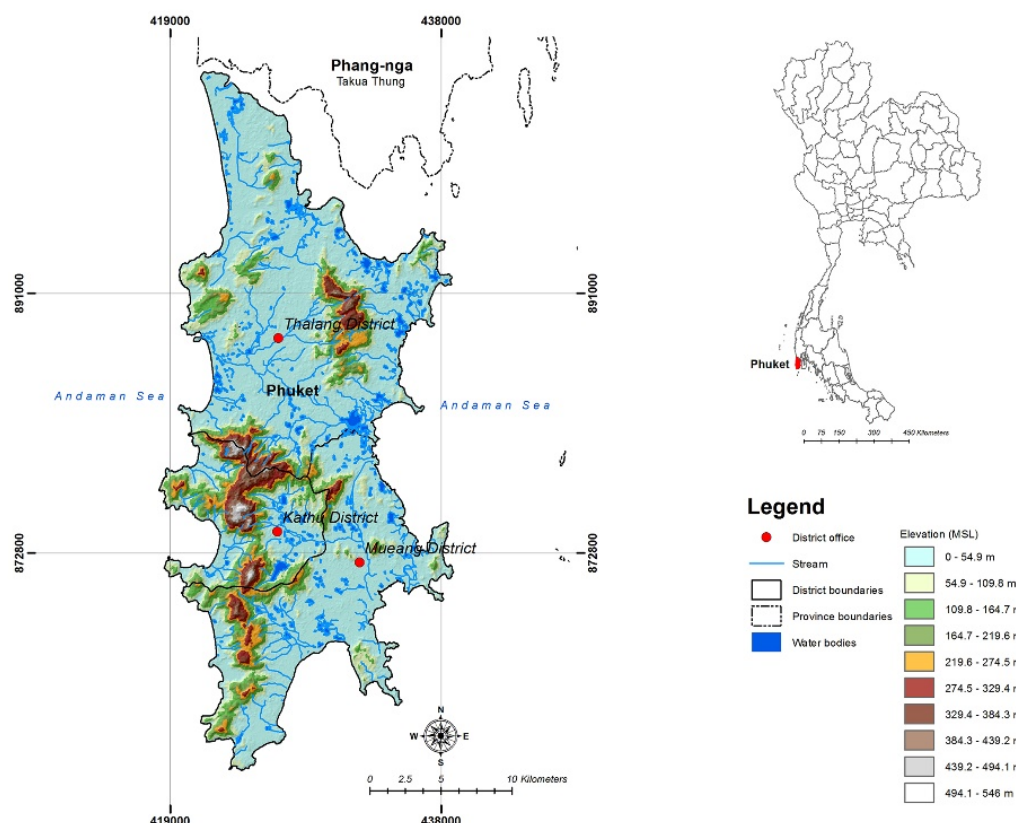 419000
438000
Phang-nga
Takua Thung
891000
891000
Thalang District
Phuket
Andaman Sea
Andaman Sea
Phuket
0 75 150 300 450 Kilometers
Kathu District
Mueang District
872800
872800
N
W E
S
0 2.5 5 10 Kilometers
419000
438000
Legend
District office
Stream
District boundaries
Province boundaries
Water bodies
Elevation (MSL)
0 - 54.9 m
54.9 - 109.8 m
109.8 - 164.7 m
164.7 - 219.6 m
219.6 - 274.5 m
274.5 - 329.4 m
329.4 - 384.3 m
384.3 - 439.2 m
439.2 - 494.1 m
494.1 - 546 m